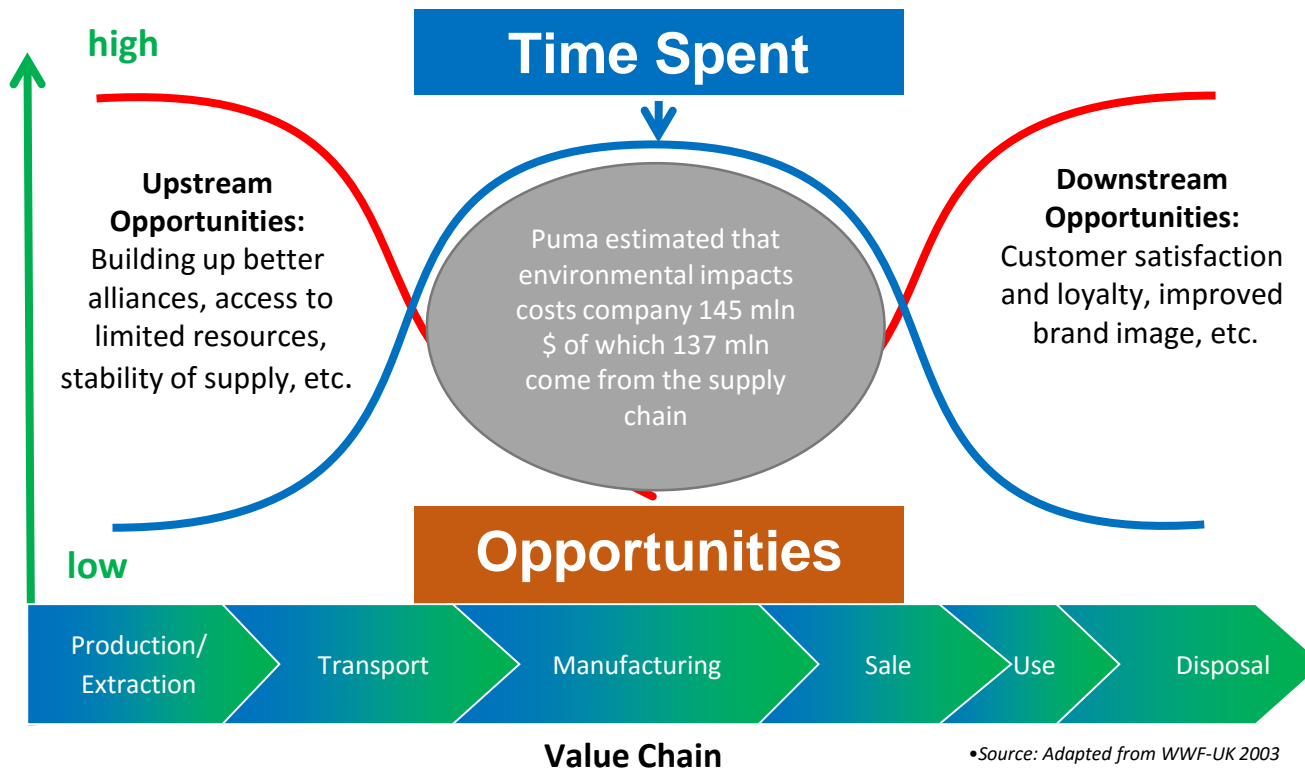 high
Time Spent
Upstream
Opportunities:
Building up better
alliances, access to
limited resources,
stability of supply, etc.
Puma estimated that
environmental impacts
costs company 145 mln
$ of which 137 mln
come from the supply
chain
Downstream
Opportunities:
Customer satisfaction
and loyalty, improved
brand image, etc.
low
Opportunities
Production/
Extraction
Transport
Manufacturing
Sale
Use
Disposal
Value Chain
•Source: Adapted from WWF-UK 2003